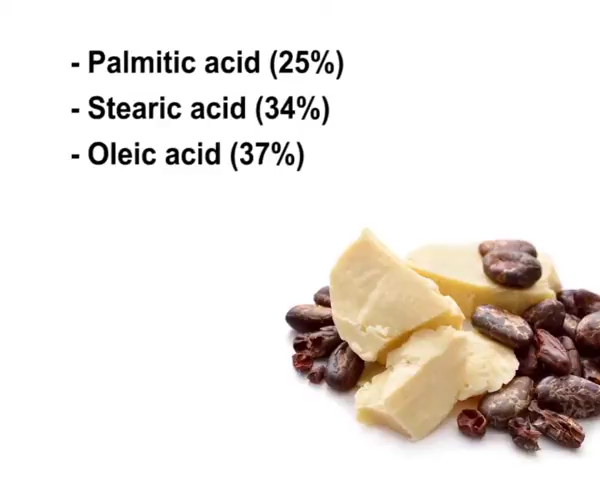 - Palmitic acid (25%)
- Stearic acid (34%)
- Oleic acid (37%)